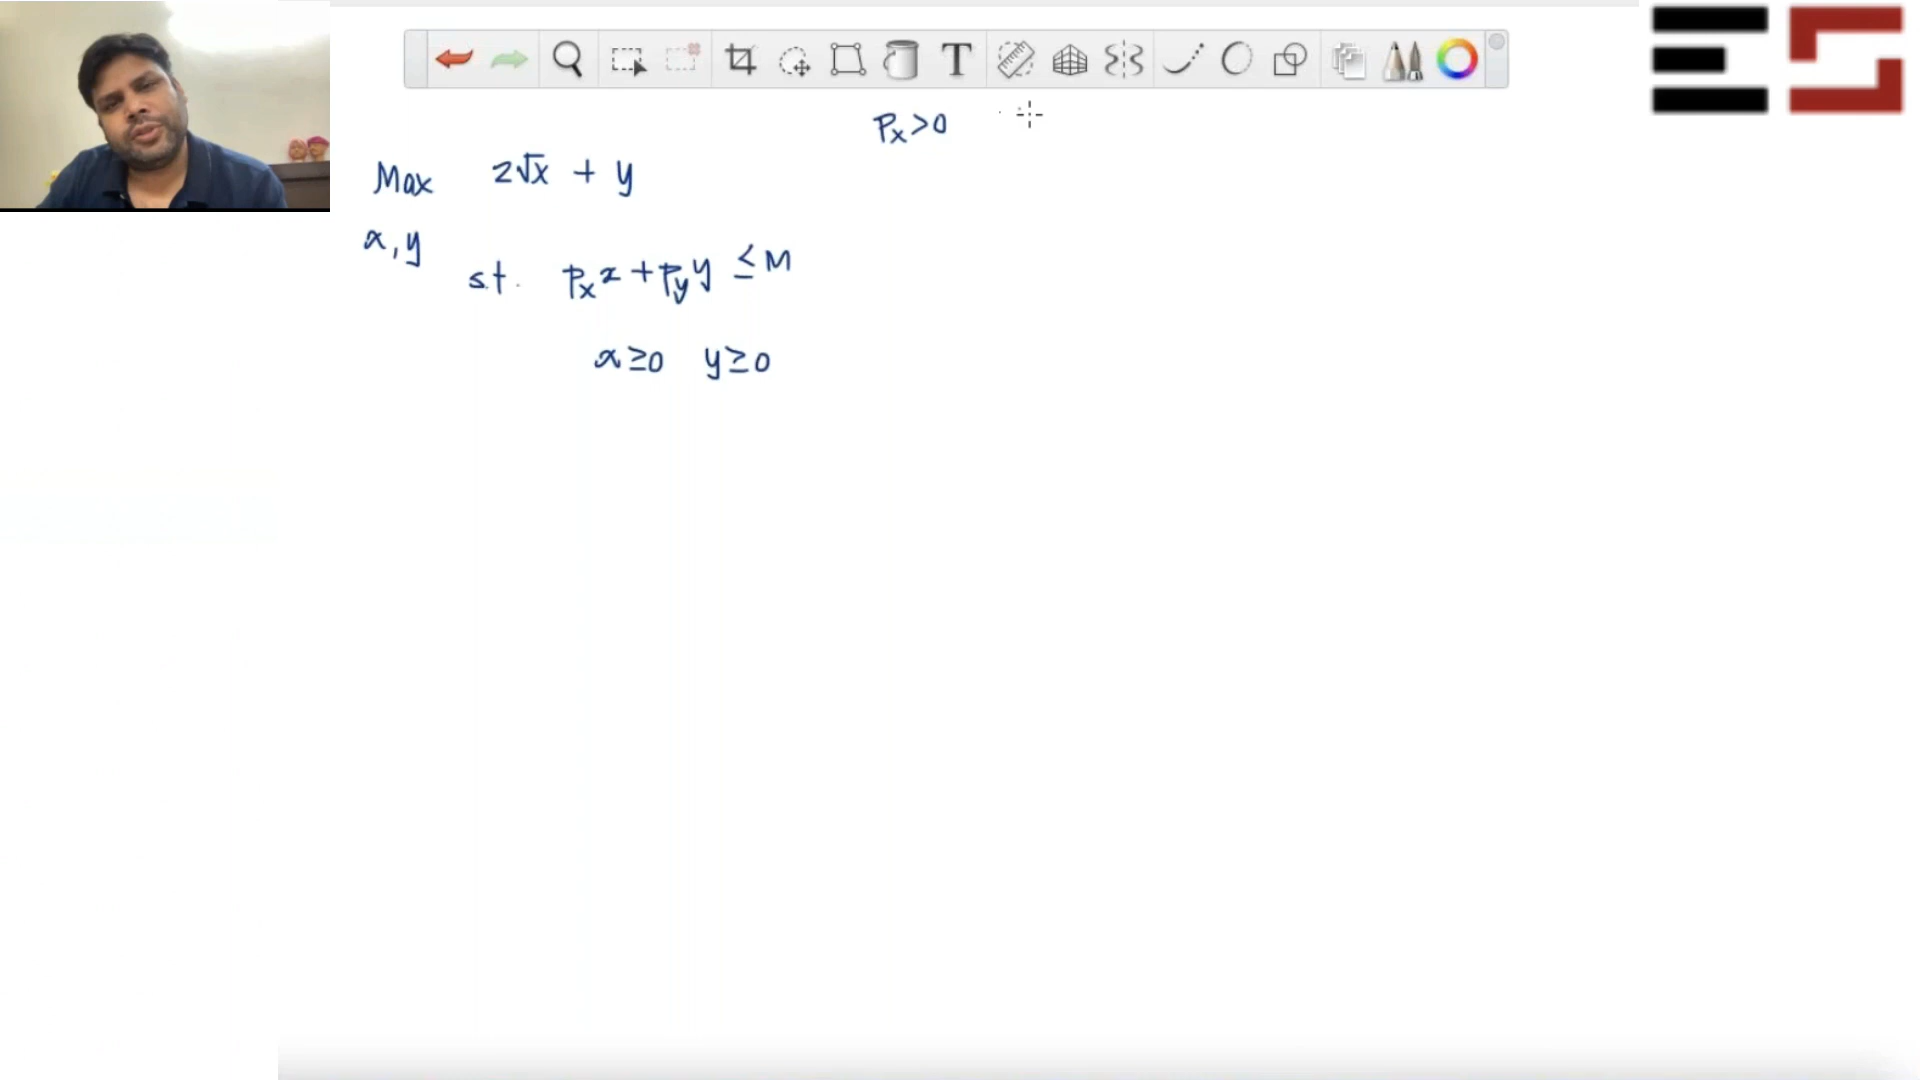 Px>0
Max 2√x + y
x,y
s.t. Pxx + Pyy ≤ M
x≥0 y≥0